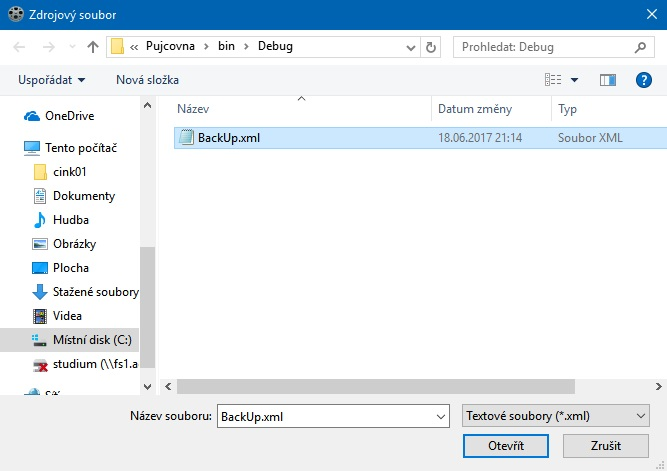 Zdrojový soubor
« Pujcovna > bin > Debug
Prohledat: Debug
Uspořádat
Nová složka
?
Název
Datum změny
Typ
OneDrive
Tento počítač
cink01
Dokumenty
Hudba
Obrázky
Plocha
Stažené soubory
Videa
Místní disk (C:)
studium (\\fs1.a
Síť
BackUp.xml
18.06.2017 21:14
Soubor XML
Název souboru:
BackUp.xml
Textové soubory (*.xml)
Otevřít
Zrušit